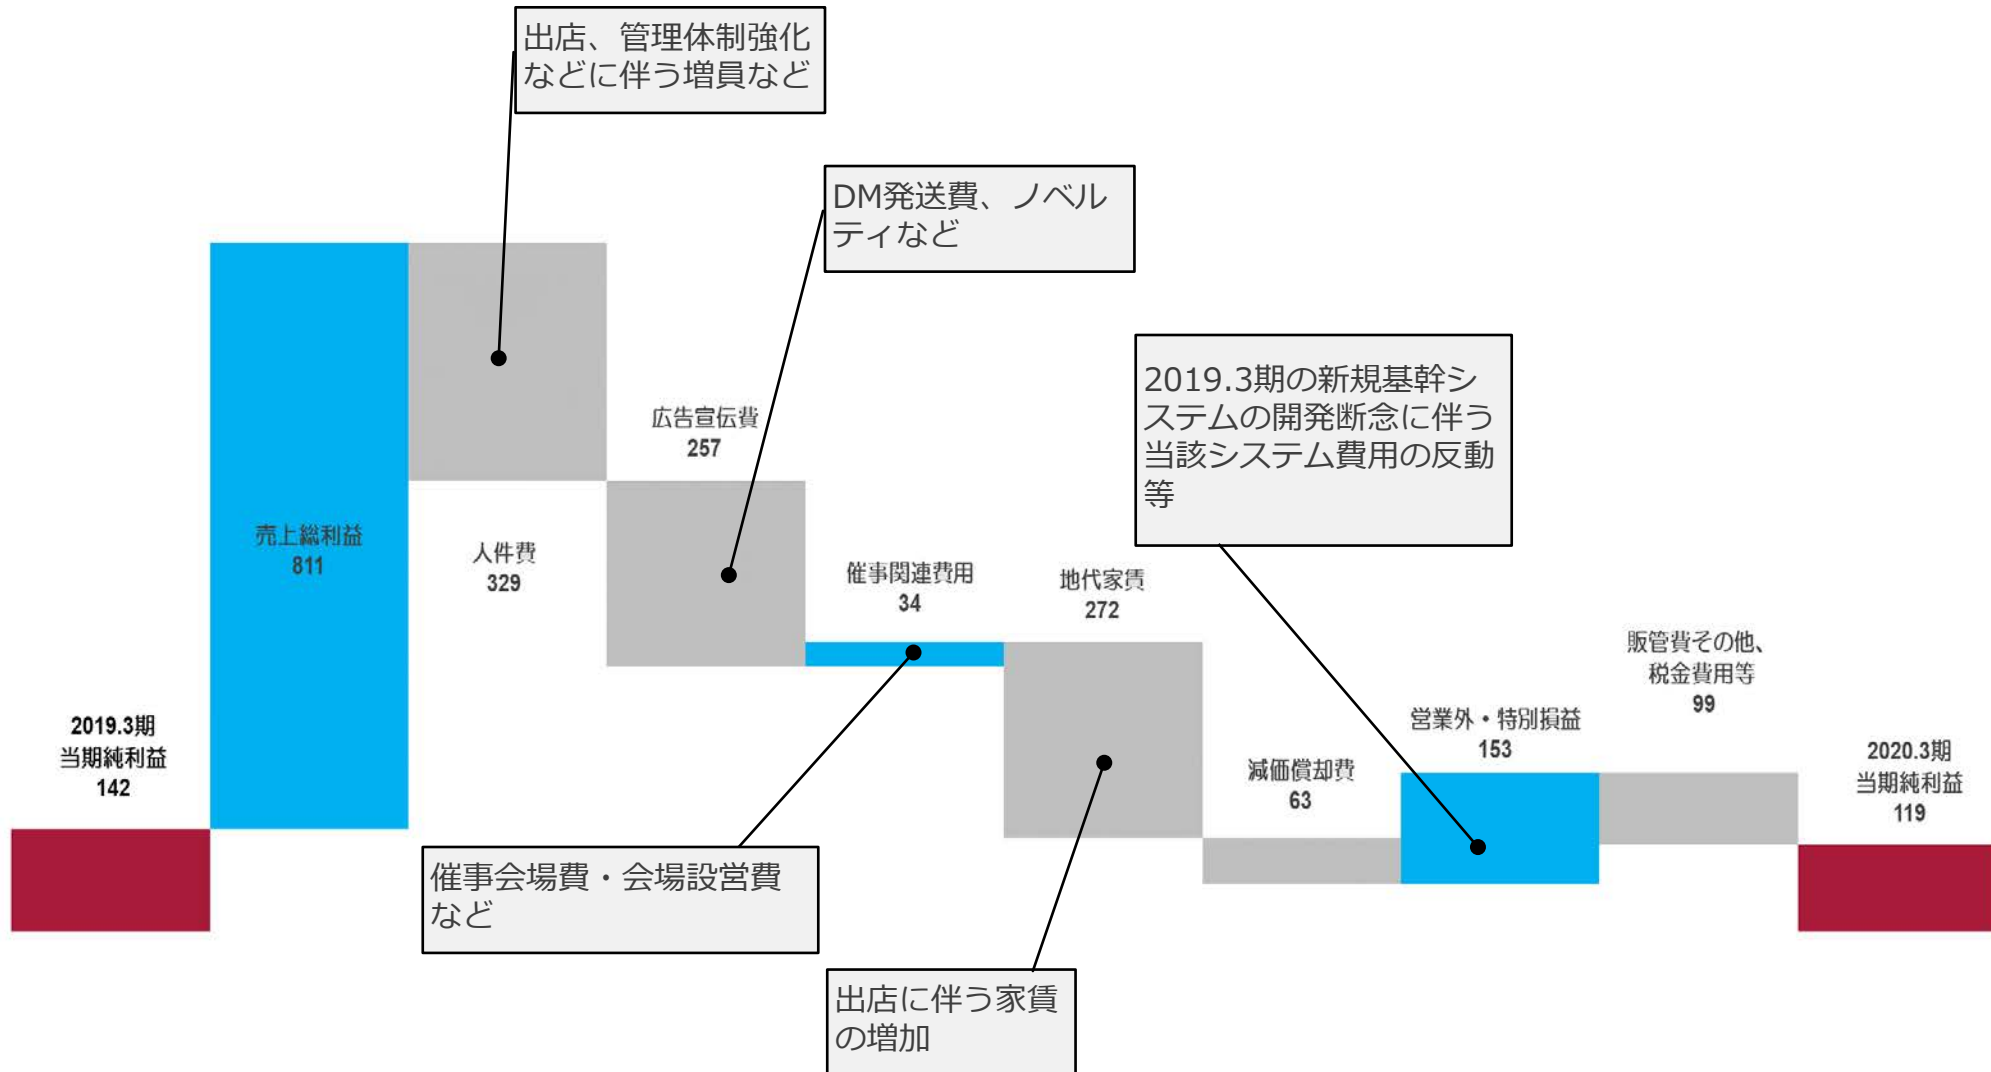 出店、管理体制強化
などに伴う増員など
DM発送費、ノベル
ティなど
2019.3期の新規基幹シ
ステムの開発断念に伴う
当該システム費用の反動
等
2019.3期
当期純利益
142
売上総利益
811
人件費
329
広告宣伝費
257
催事関連費用
34
地代家賃
272
減価償却費
63
営業外・特別損益
153
販管費その他、
税金費用等
99
2020.3期
当期純利益
119
催事会場費・会場設営費
など
出店に伴う家賃
の増加